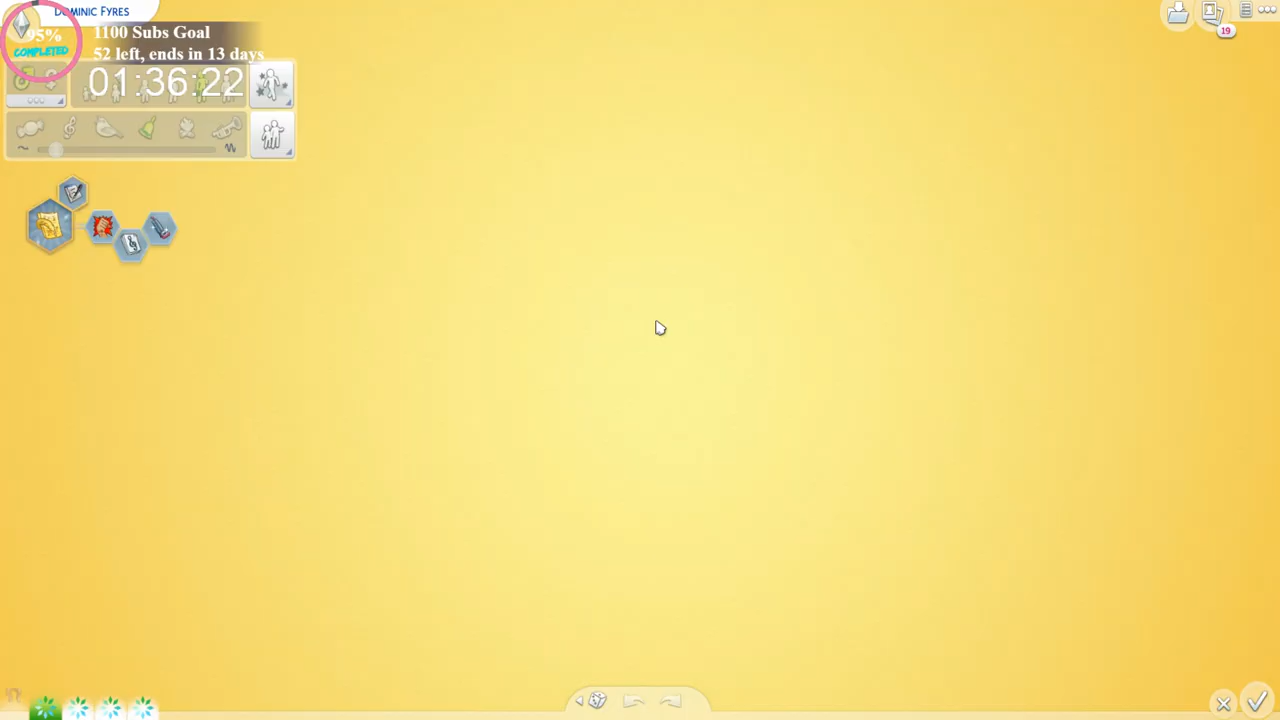 DOMINIC FYRES
95%
COMPLETED
1100 Subs Goal
52 left, ends in 13 days
01:36:22
19